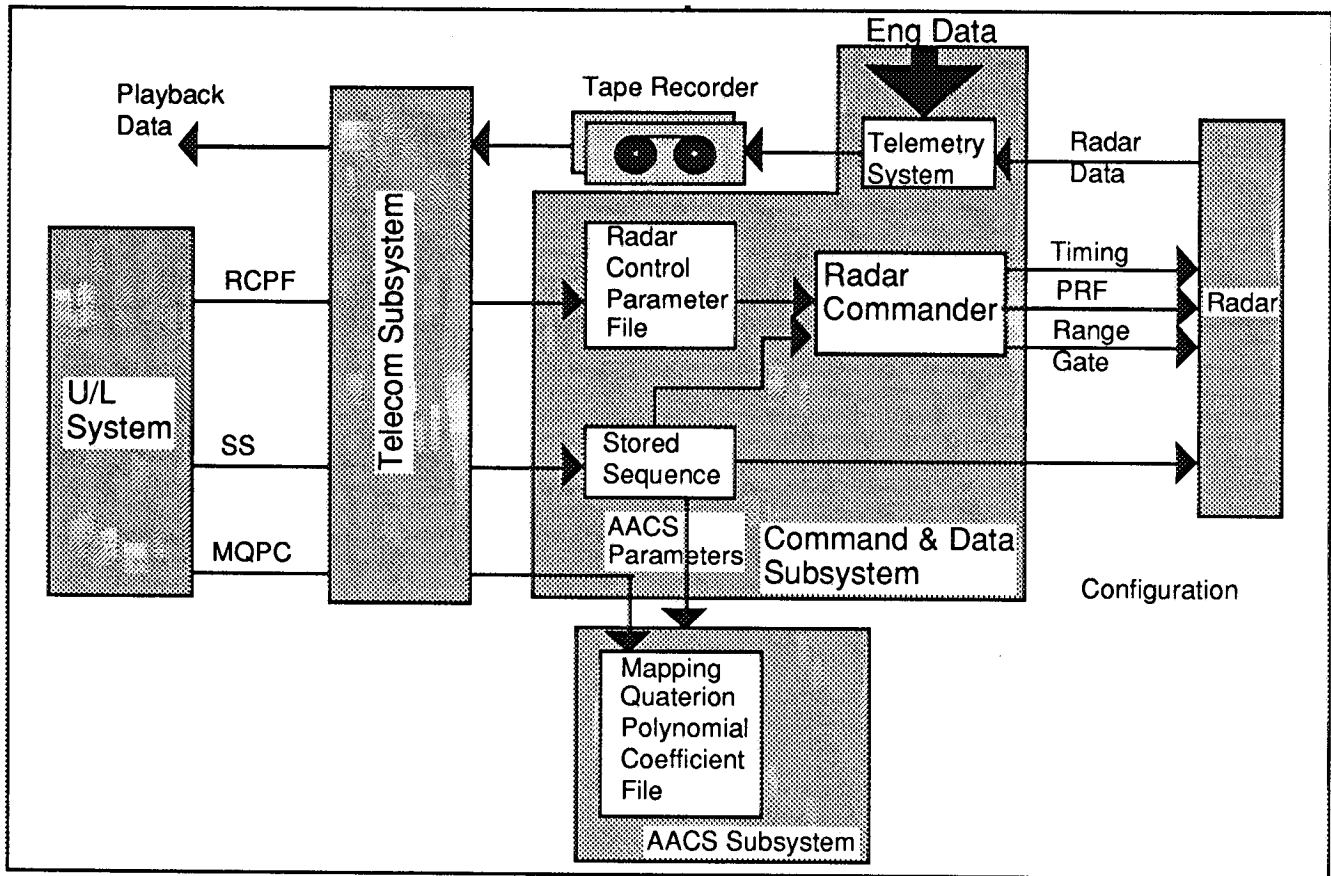 Eng Data
Playback
Data
Tape Recorder
Telemetry
System
Radar
Data
Telecom Subsystem
Radar
Control
Parameter
File
RCPF
Radar
Commander
Timing
PRF
Range
Gate
Radar
U/L
System
SS
Stored
Sequence
MQPC
AACS
Parameters
Command & Data
Subsystem
Configuration
Mapping
Quaterion
Polynomial
Coefficient
File
AACS Subsystem